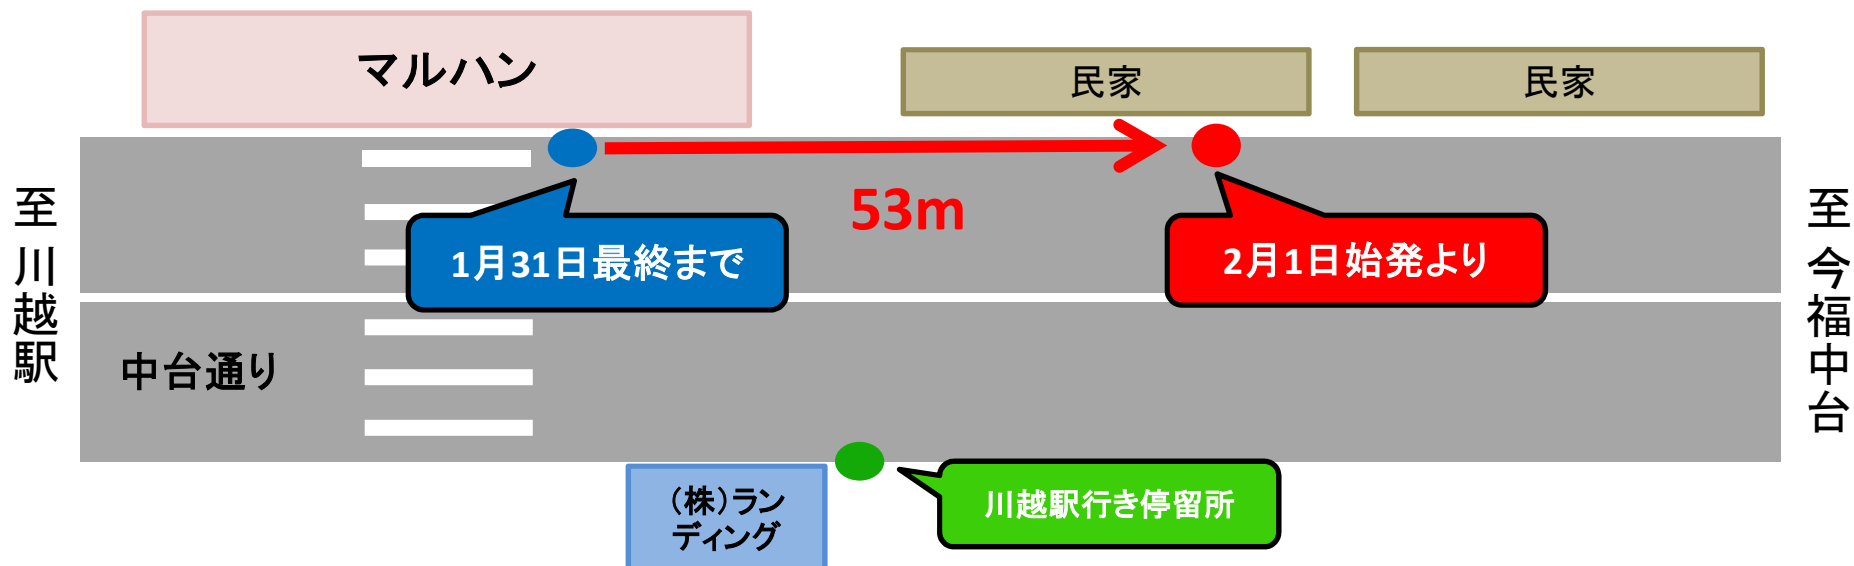 マルハン
民家
民家
至川越駅
53m
1月31日最終まで
2月1日始発より
至今福中台
中台通り
(株)ラン
ディング
川越駅行き停留所